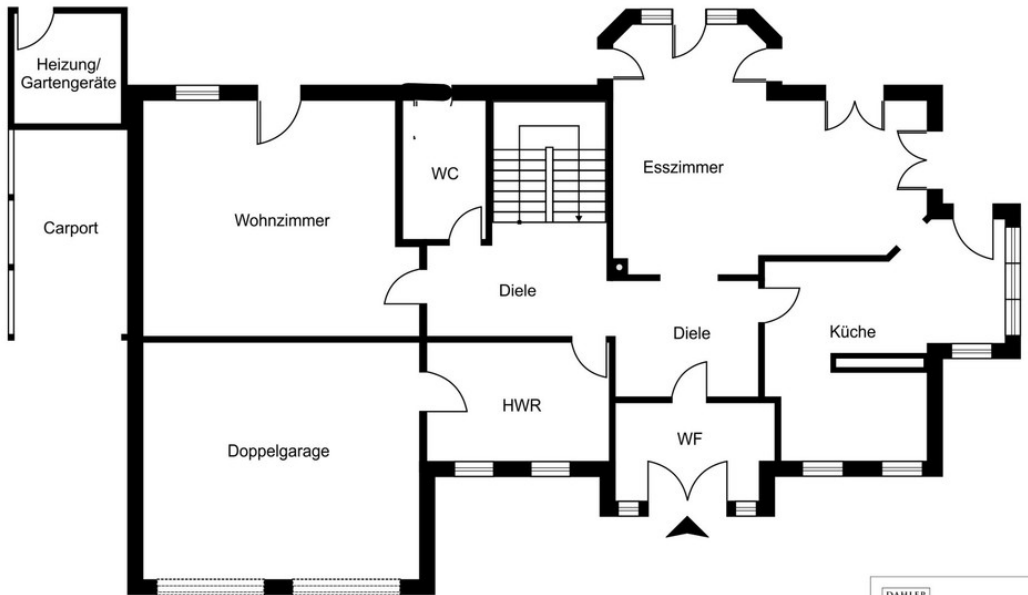 Heizung/
Gartengeräte
Carport
Wohnzimmer
WC
Esszimmer
Diele
Diele
Küche
HWR
WF
Doppelgarage
DAHLER